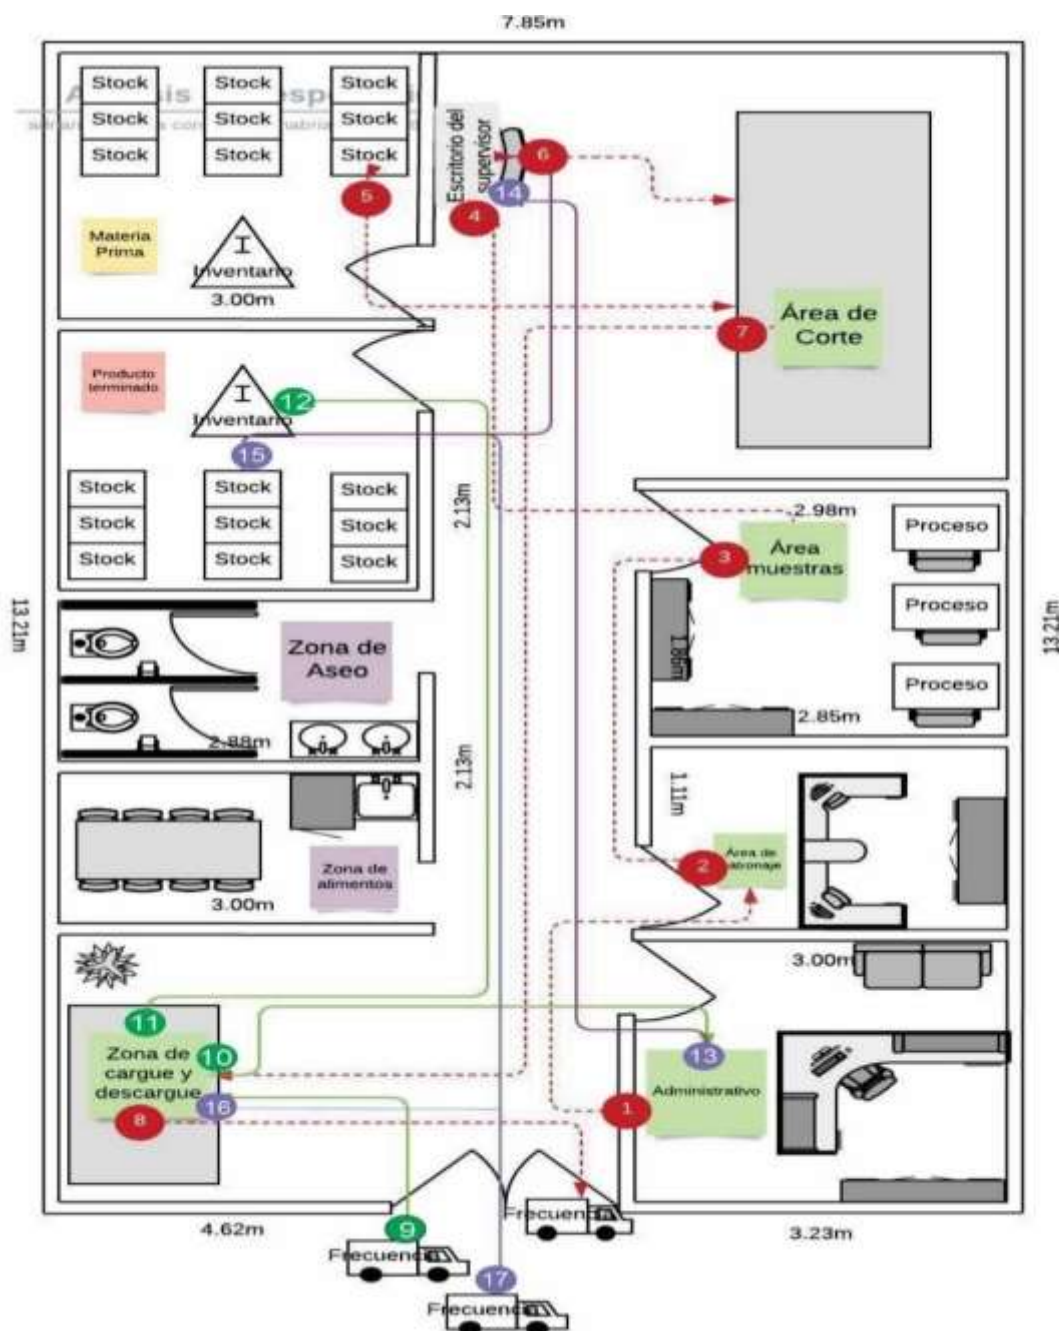 7.85m
Stock
Stock
Stock
Stock
Stock
Stock
Stock
Stock
Stock
Escritorio del
supervisor
6
14
5
4
Materia
Prima
I
Inventario
3.00m
Área de
Corte
7
Producto
terminado
I
Inventario
12
15
Stock
Stock
Stock
Stock
Stock
Stock
Stock
Stock
Stock
2.13m
2.98m
Proceso
3
Área
muestras
Proceso
1.86m
Proceso
2.85m
13.21m
13.21m
Zona de
Aseo
2.88m
2.13m
1.11m
2
Área de
Zona de
alimentos
3.00m
3.00m
11
Zona de
cargue y
descargue
10
16
8
13
Administrativo
1
Frecuencia
9
Frecuencia
17
Frecuencia
4.62m
3.23m